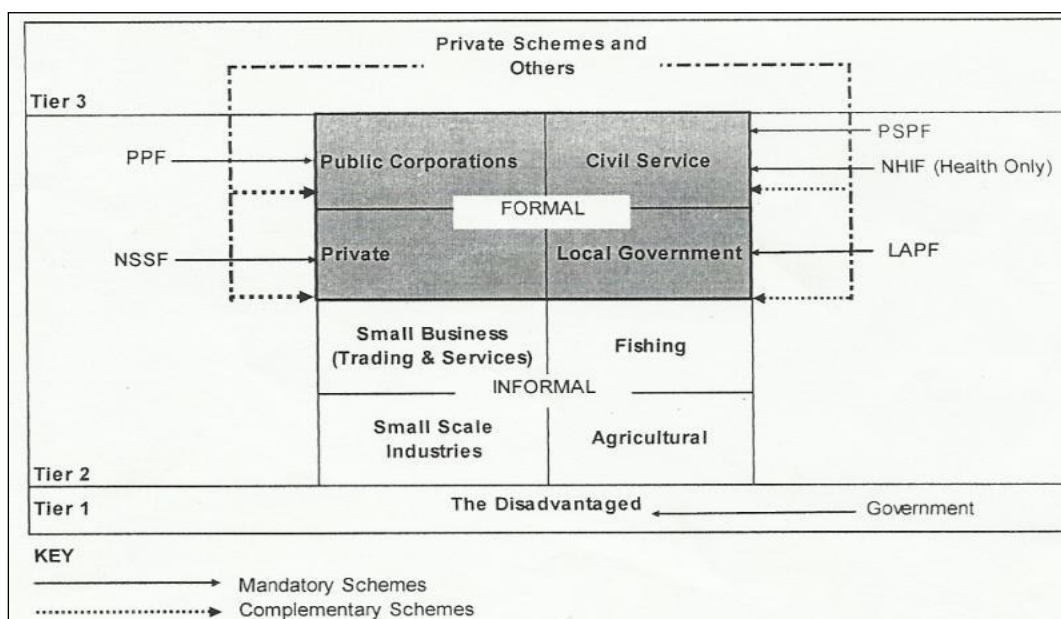 Private Schemes and
Others
Tier 3
PPF
Public Corporations
Civil Service
PSPF
NHIF (Health Only)
FORMAL
NSSF
Private
Local Government
LAPF
Small Business
(Trading & Services)
Fishing
INFORMAL
Small Scale
Industries
Agricultural
Tier 2
Tier 1
The Disadvantaged
Government
KEY
Mandatory Schemes
Complementary Schemes